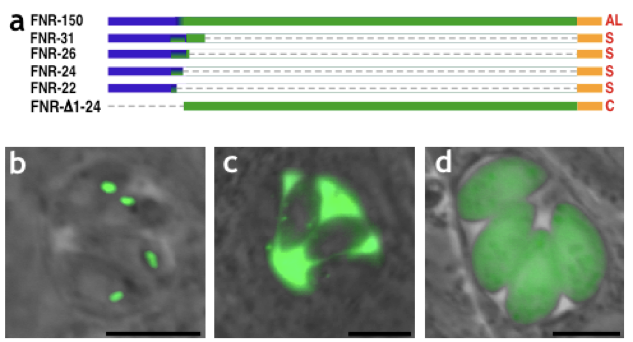 a
FNR-150 AL
FNR-31 S
FNR-26 S
FNR-24 S
FNR-22 S
FNR-Δ1-24 C
b c d